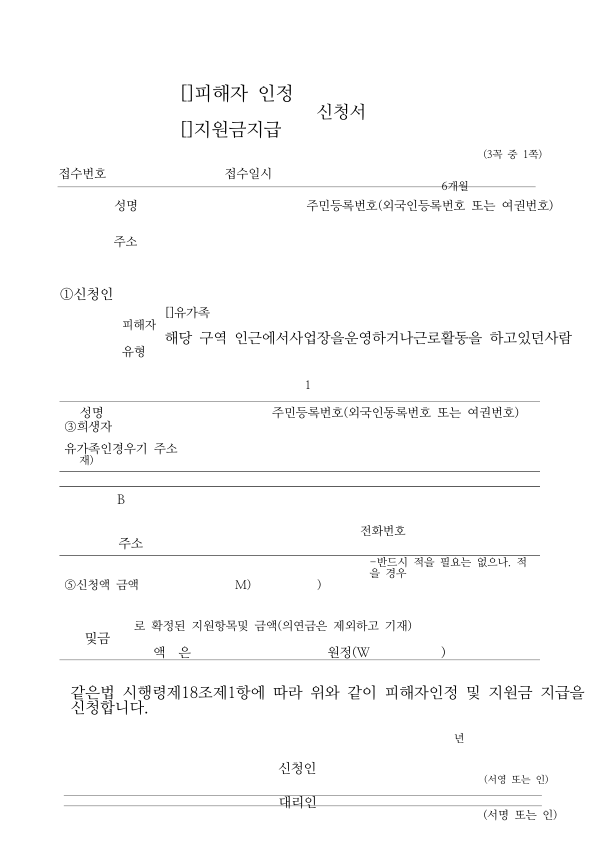 []피해자 인정
신청서
[]지원금지급
(3꼭 중 1쪽)
접수번호 접수일시
6개월
성명 주민등록번호(외국인등록번호 또는 여권번호)
주소
①신청인
[]유가족
피해자
해당 구역 인근에서사업장을운영하거나근로활동을 하고있던사람
유형
1
성명 주민등록번호(외국인동록번호 또는 여권번호)
③희생자
유가족인경우기 주소
재)
B
전화번호
주소
-반드시 적을 필요는 없으나. 적
을 경우
⑤신청액 금액 M) )
로 확정된 지원항목및 금액(의연금은 제외하고 기재)
및금
액 은 원정(W )
같은법 시행령제18조제1항에 따라 위와 같이 피해자인정 및 지원금 지급을
신청합니다.
년
신청인
(서영 또는 인)
대리인
(서명 또는 인)